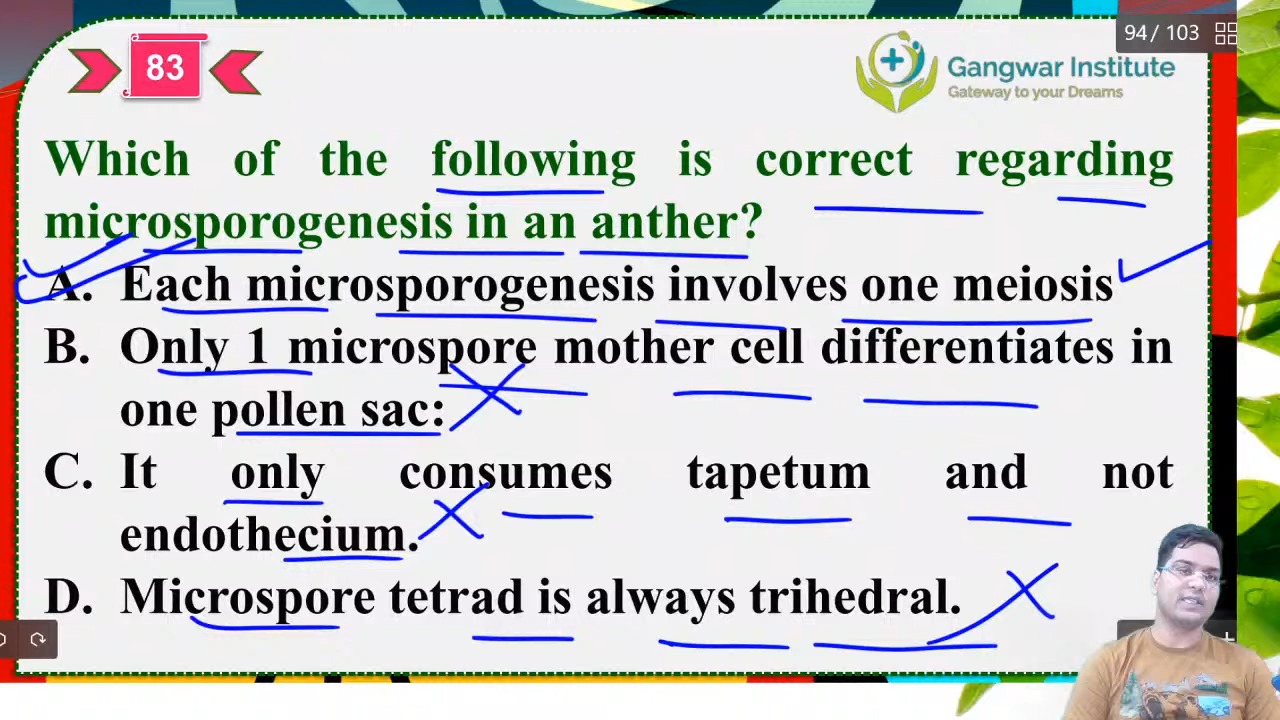 94 / 103
83
Gangwar Institute
Gateway to your Dreams
Which of the following is correct regarding
microsporogenesis in an anther?
A. Each microsporogenesis involves one meiosis
B. Only 1 microspore mother cell differentiates in
one pollen sac:
C. It only consumes tapetum and not
endothecium.
D. Microspore tetrad is always trihedral.